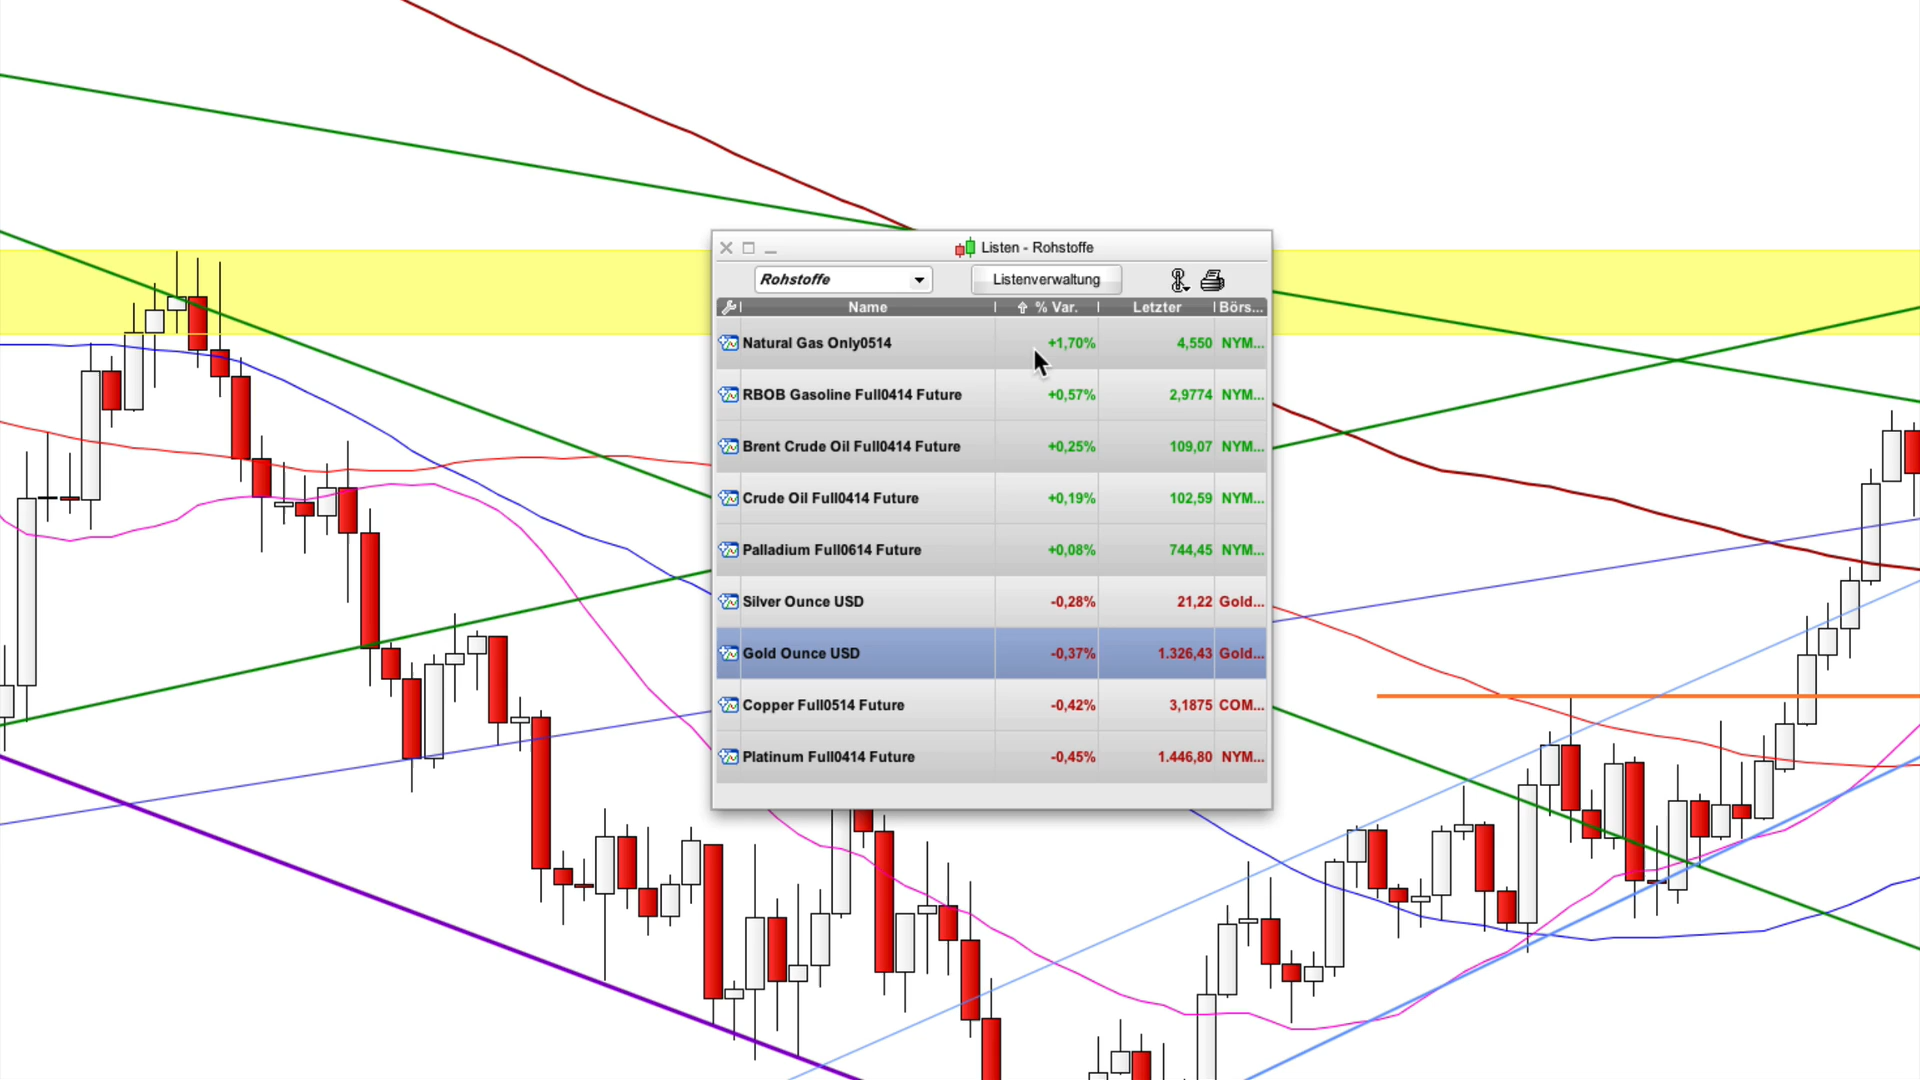 Listen - Rohstoffe
Rohstoffe Listenverwaltung
Name % Var. Letzter Börs...
Natural Gas Only0514 +1,70% 4,550 NYM...
RBOB Gasoline Full0414 Future +0,57% 2,9774 NYM...
Brent Crude Oil Full0414 Future +0,25% 109,07 NYM...
Crude Oil Full0414 Future +0,19% 102,59 NYM...
Palladium Full0614 Future +0,08% 744,45 NYM...
Silver Ounce USD -0,28% 21,22 Gold...
Gold Ounce USD -0,37% 1.326,43 Gold...
Copper Full0514 Future -0,42% 3,1875 COM...
Platinum Full0414 Future -0,45% 1.446,80 NYM...